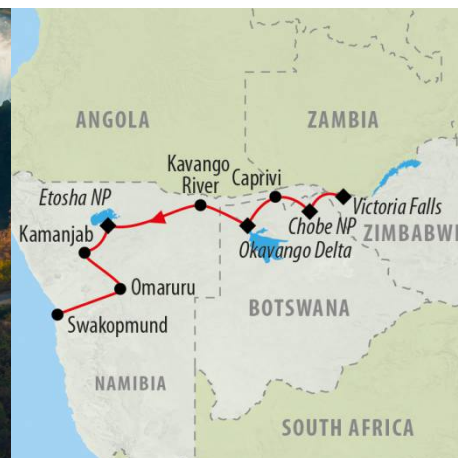 ANGOLA
ZAMBIA
Kavango
River
Caprivi
Etosha NP
Victoria Falls
Chobe NP
Kamanjab
ZIMBABW
Okavango Delta
Omaruru
BOTSWANA
Swakopmund
NAMIBIA
SOUTH AFRICA